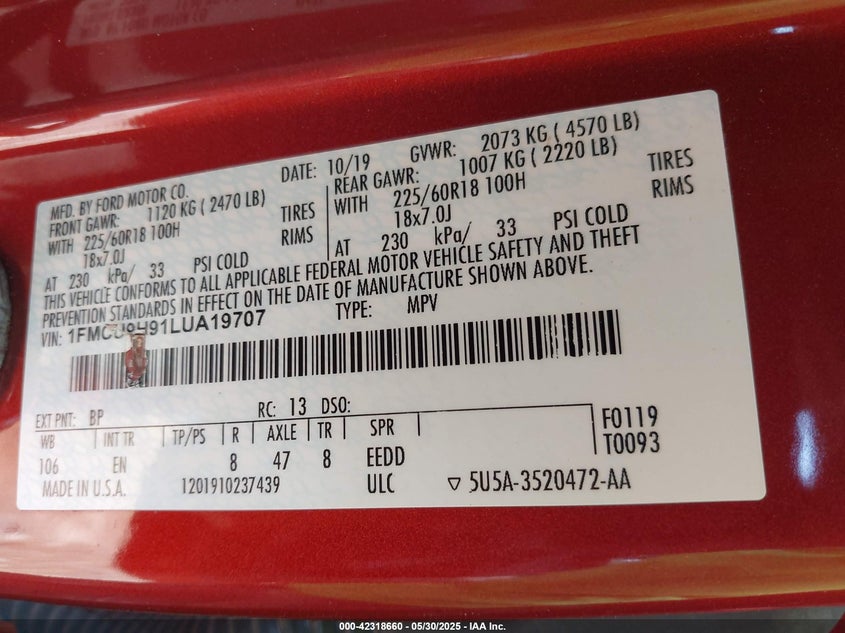 MFD. BY FORD MOTOR CO. DATE: 10/19 GVWR: 2073 KG ( 4570 LB)
FRONT GAWR: 1120 KG ( 2470 LB) REAR GAWR: 1007 KG ( 2220 LB)
WITH 225/60R18 100H TIRES WITH 225/60R18 100H TIRES
18x7.0J RIMS 18x7.0J RIMS
AT 230 kPa/ 33 PSI COLD AT 230 kPa/ 33 PSI COLD
THIS VEHICLE CONFORMS TO ALL APPLICABLE FEDERAL MOTOR VEHICLE SAFETY AND THEFT
PREVENTION STANDARDS IN EFFECT ON THE DATE OF MANUFACTURE SHOWN ABOVE.
VIN: 1FMCU9H91LUA19707 TYPE: MPV
EXT PNT: BP RC: 13 DSO:
WB INT TR TP/PS R AXLE TR SPR F0119
106 EN 8 47 8 EEDD T0093
MADE IN U.S.A. 1201910237439 ULC ▽ 5U5A-3520472-AA
000-42318660 — 05/30/2025 — IAA Inc.